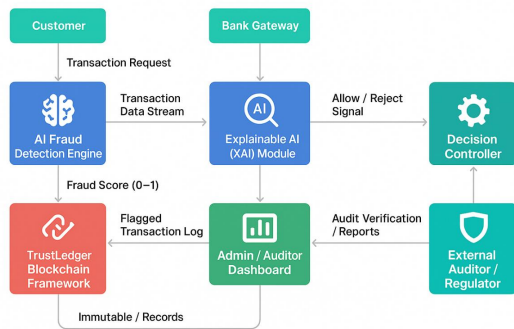 Customer
Bank Gateway
Transaction Request
AI Fraud
Detection Engine
Transaction
Data Stream
AI
Explainable AI
(XAI) Module
Allow / Reject
Signal
Decision
Controller
Fraud Score (0–1)
TrustLedger
Blockchain
Framework
Flagged
Transaction Log
Admin / Auditor
Dashboard
Audit Verification
/ Reports
External
Auditor /
Regulator
Immutable / Records